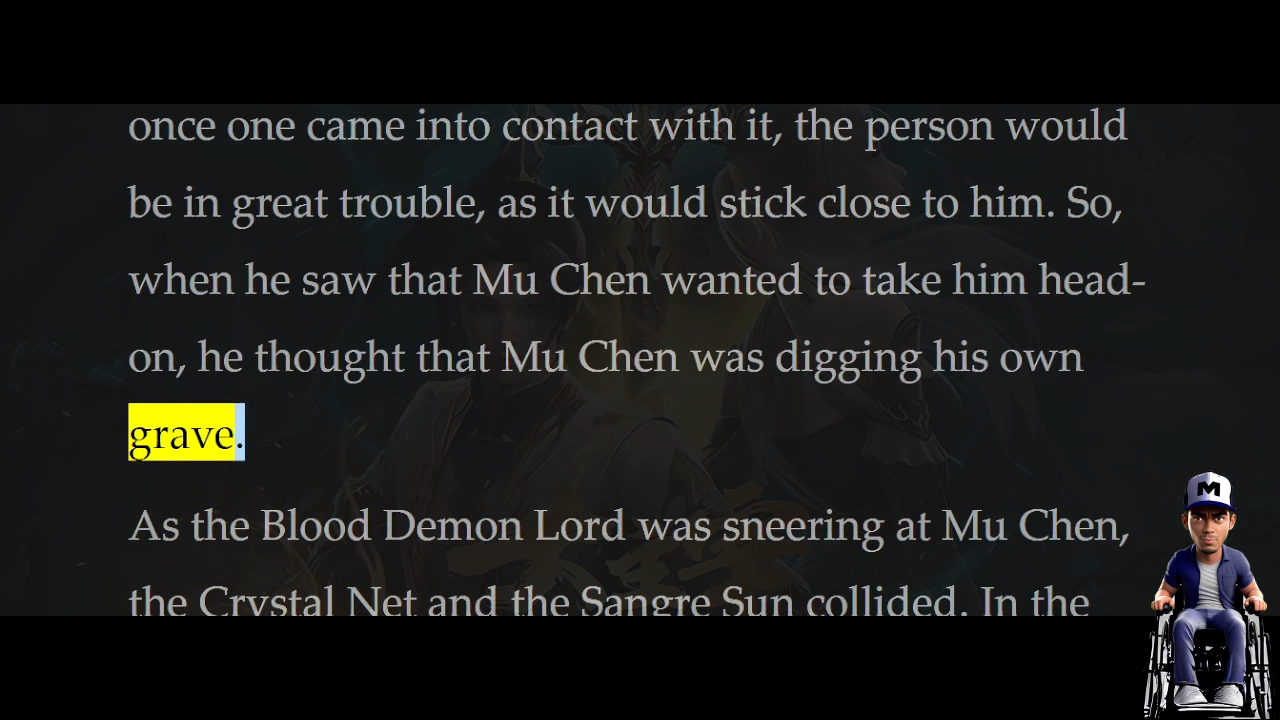 once one came into contact with it, the person would
be in great trouble, as it would stick close to him. So,
when he saw that Mu Chen wanted to take him head-
on, he thought that Mu Chen was digging his own
grave.
As the Blood Demon Lord was sneering at Mu Chen,
the Crystal Net and the Sangre Sun collided. In the
M